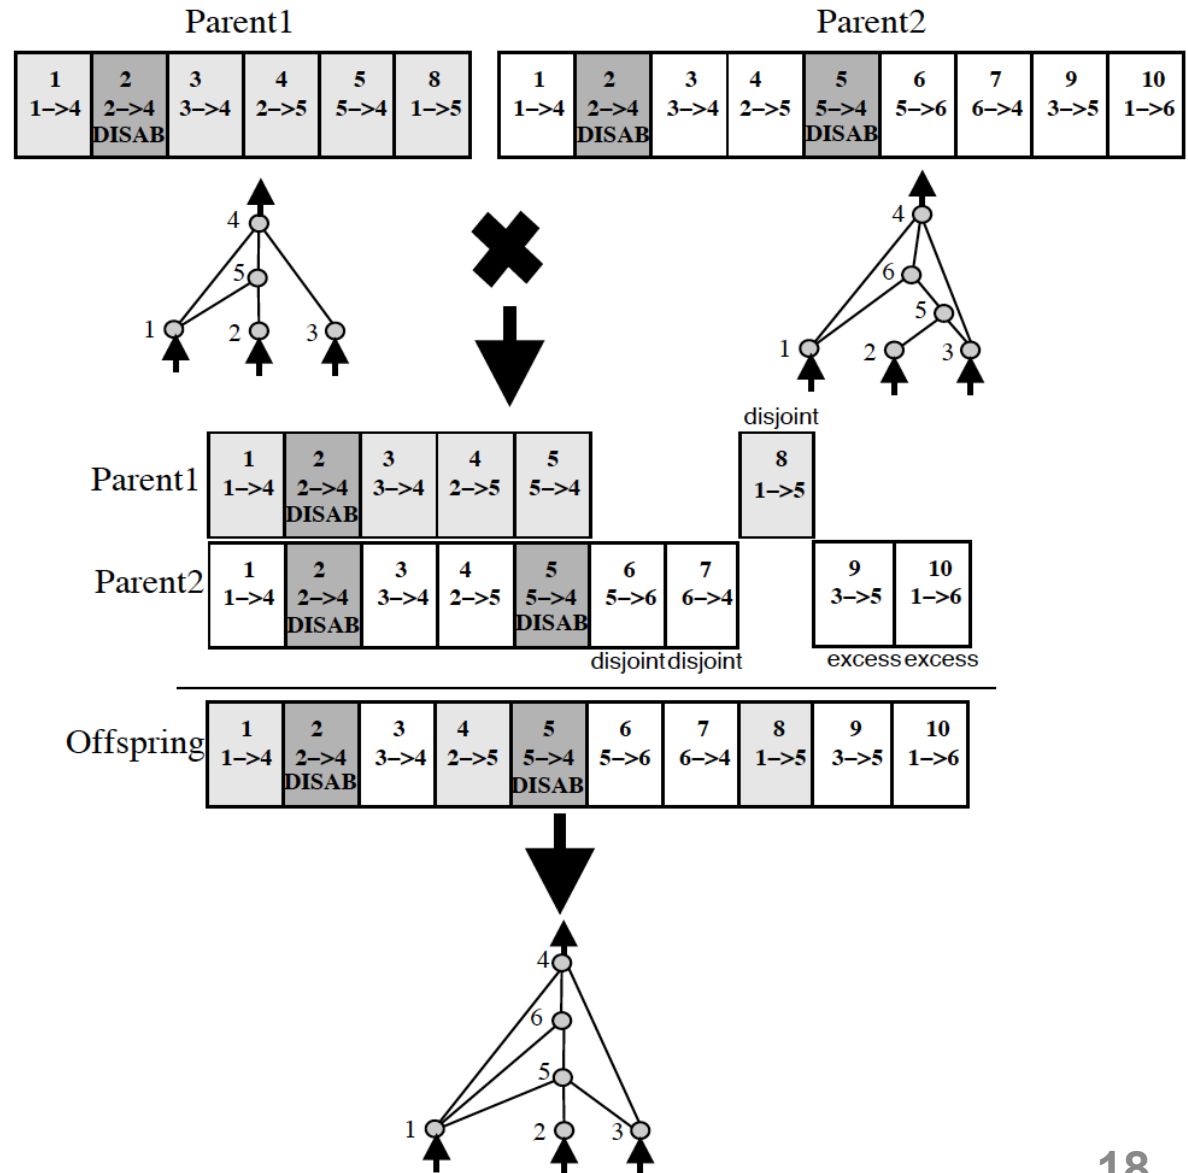 Parent1 Parent2
1 2 3 4 5 8 1 2 3 4 5 6 7 9 10
1->4 2->4 3->4 2->5 5->4 1->5 1->4 2->4 3->4 2->5 5->4 5->6 6->4 3->5 1->6
DISAB DISAB DISAB
4 4
5 6
5
1 2 3 1 2 3
disjoint
1 2 3 4 5 8
Parent1 1->4 2->4 3->4 2->5 5->4 1->5
DISAB
1 2 3 4 5 6 7 9 10
Parent2 1->4 2->4 3->4 2->5 5->4 5->6 6->4 3->5 1->6
DISAB DISAB
disjoint disjoint excess excess
1 2 3 4 5 6 7 8 9 10
Offspring 1->4 2->4 3->4 2->5 5->4 5->6 6->4 1->5 3->5 1->6
DISAB DISAB
4
6
5
1 2 3
18